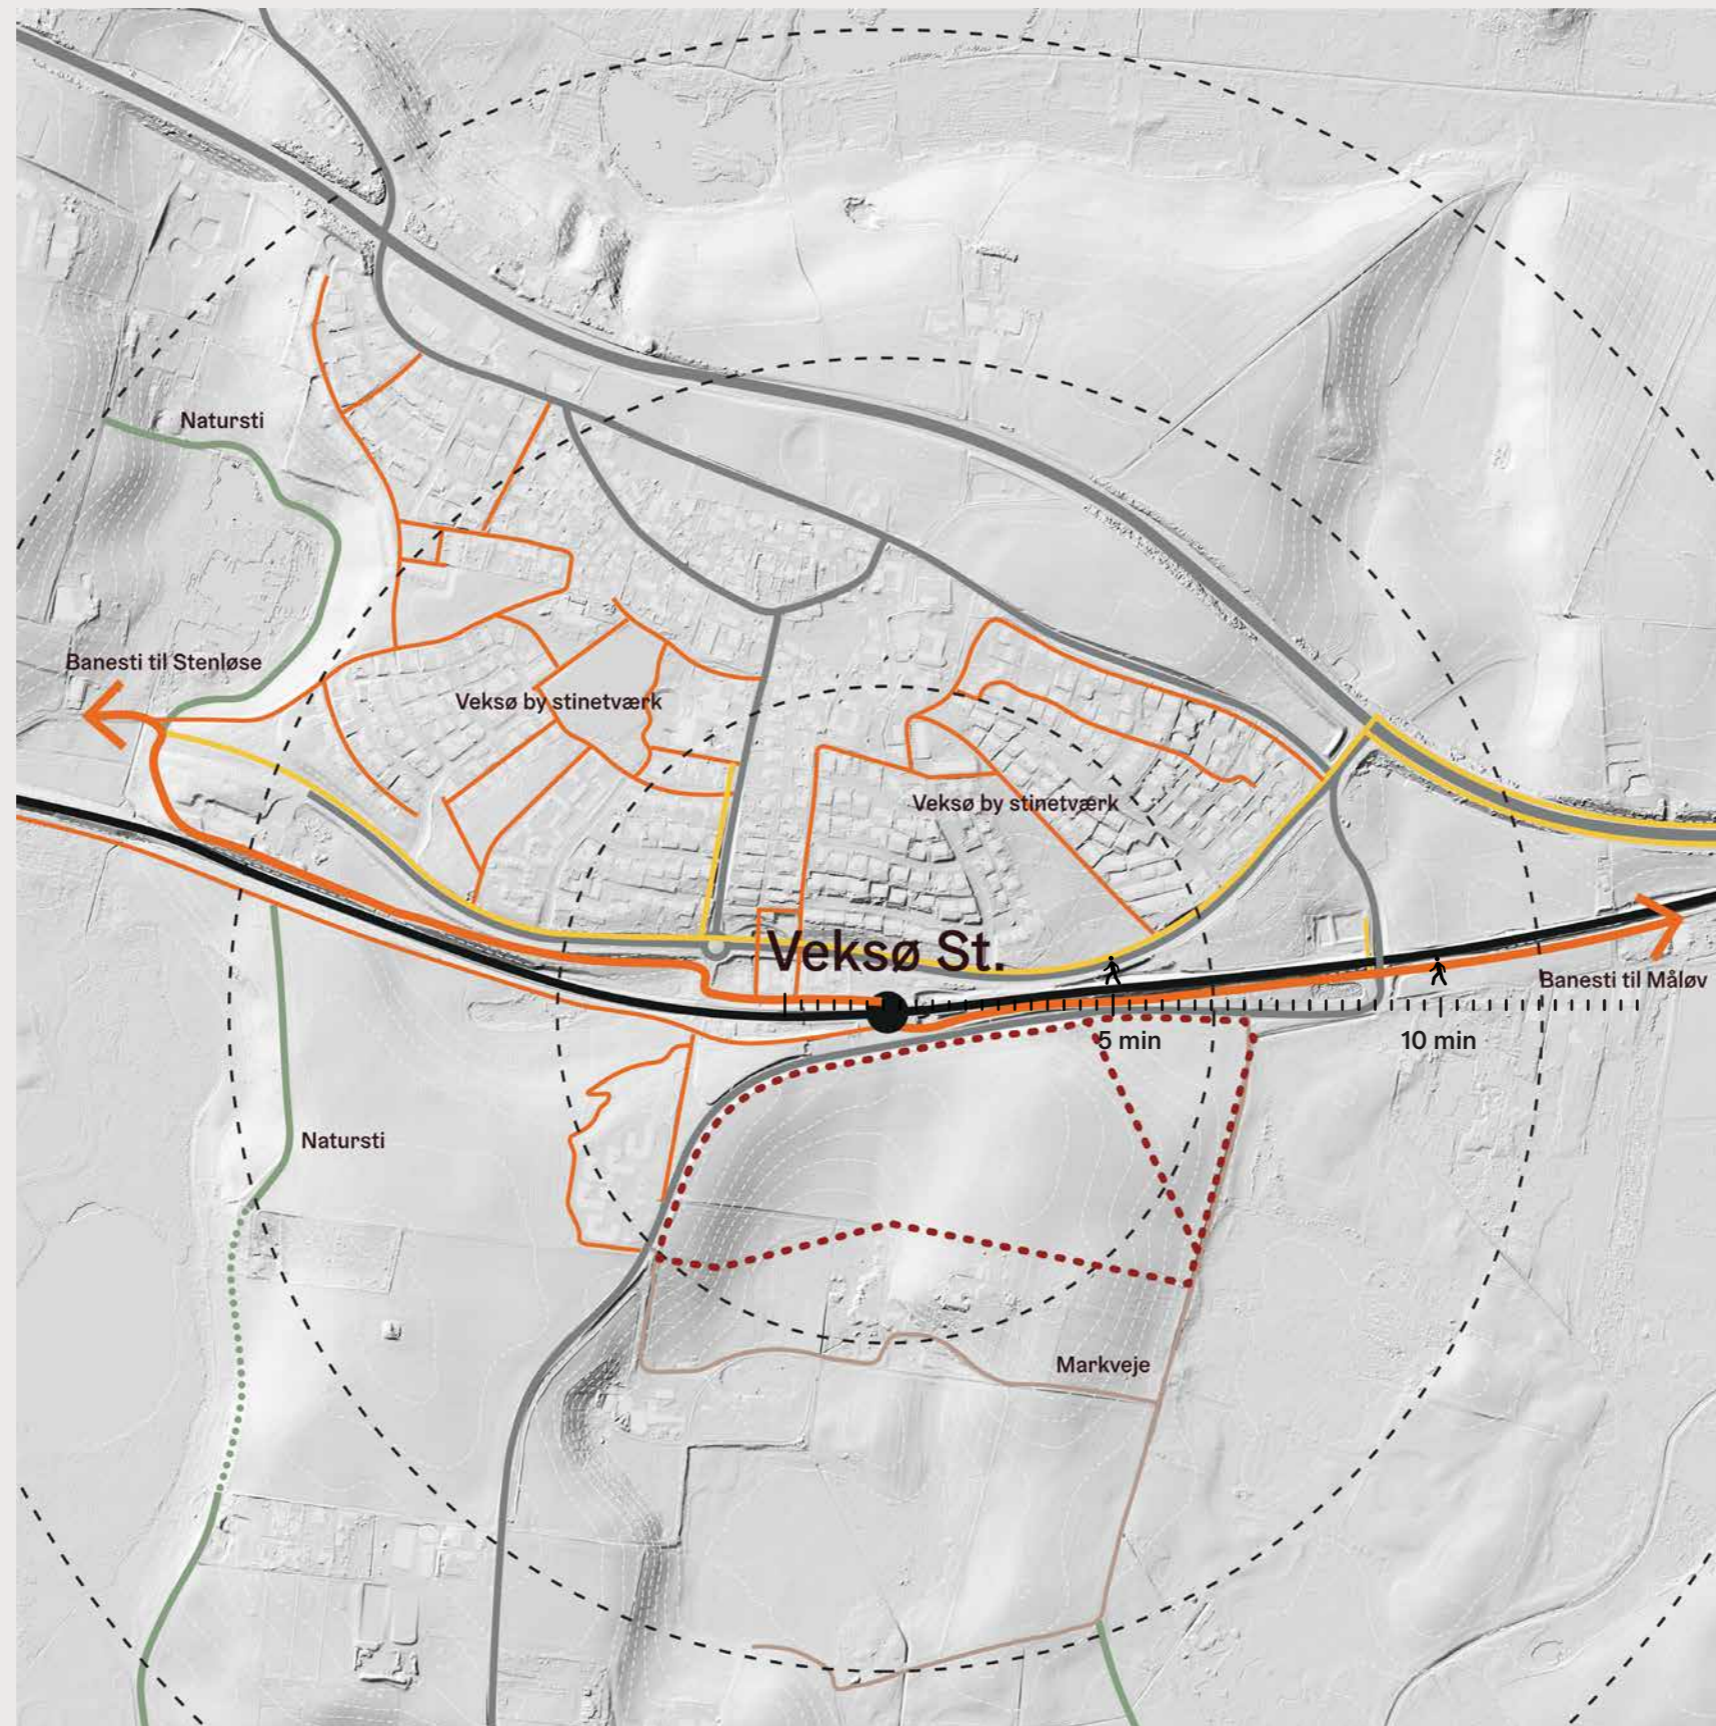 Natursti
Banesti til Stenløse
Veksø by stinetværk
Veksø by stinetværk
Veksø St.
Banesti til Måløv
5 min
10 min
Natursti
Markveje